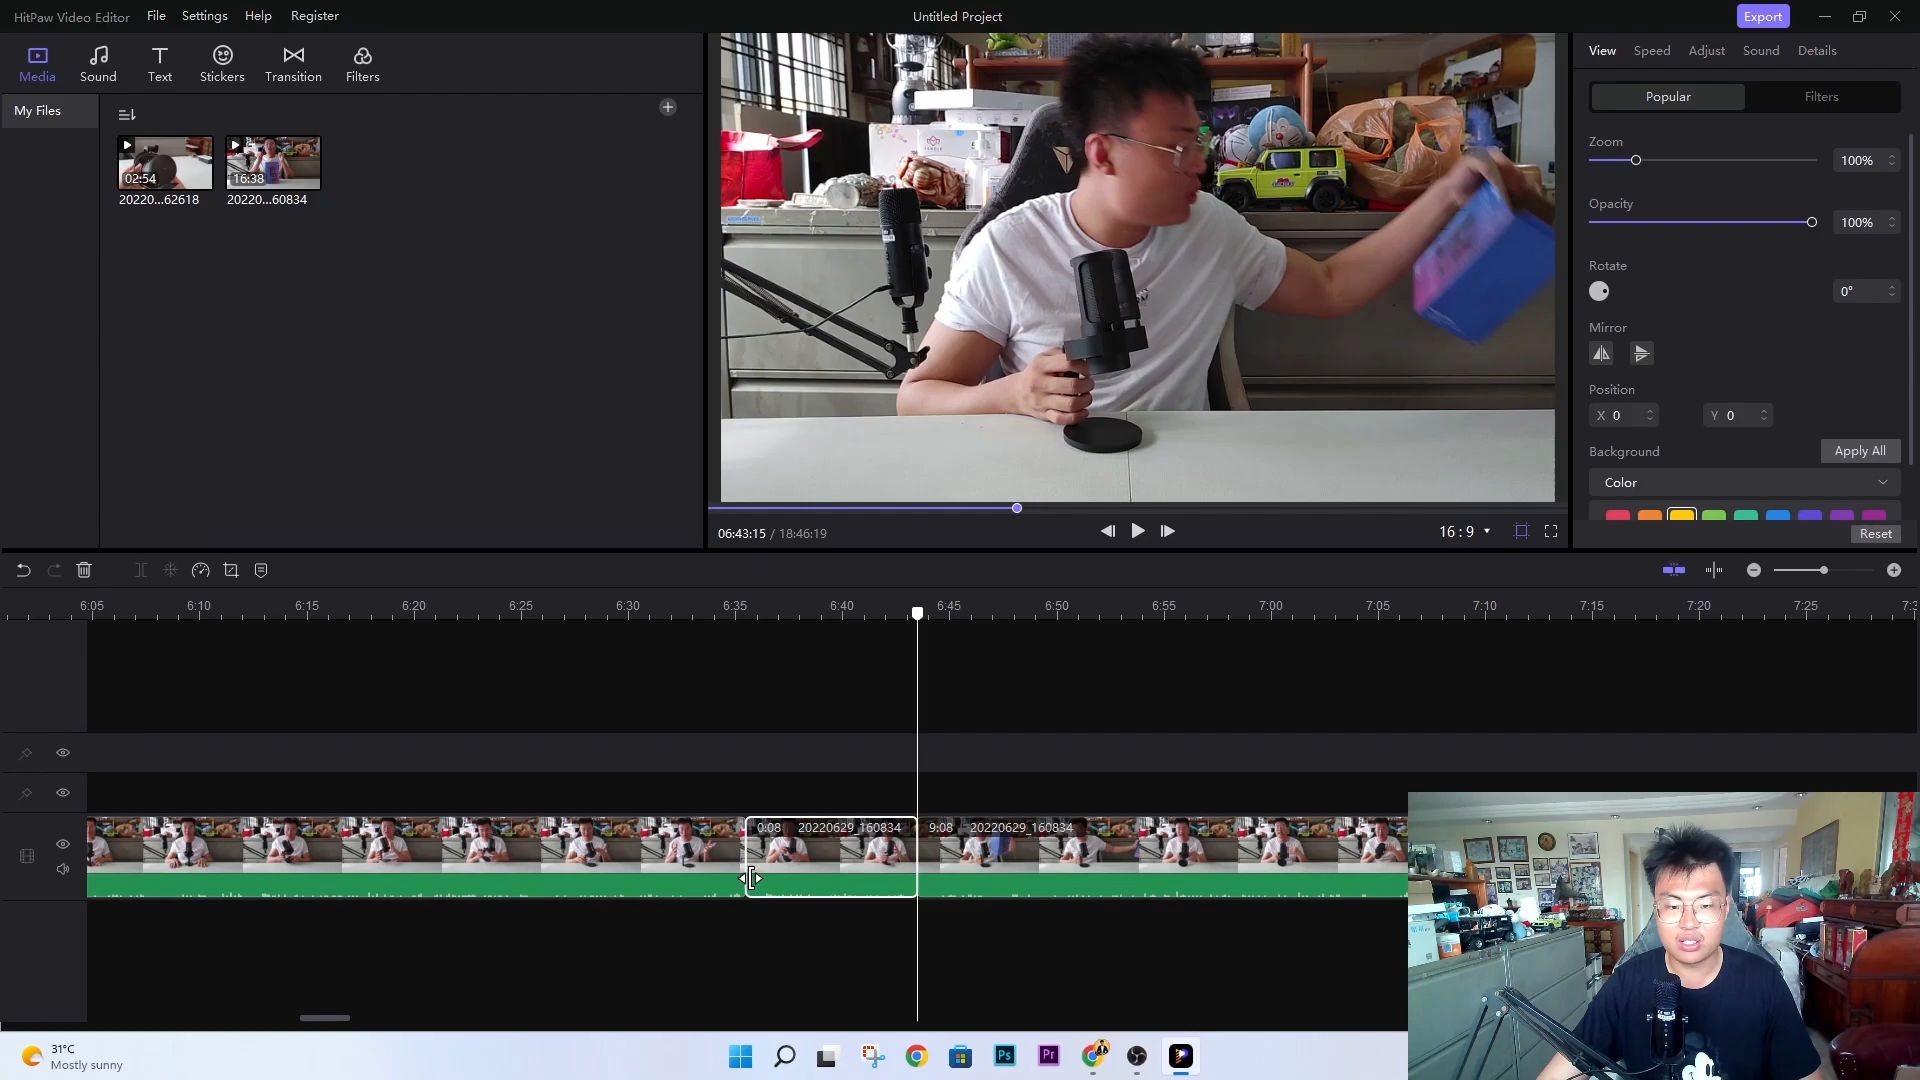 HitPaw Video Editor File Settings Help Register Untitled Project Export
Media Sound Text Stickers Transition Filters
View Speed Adjust Sound Details
My Files
Popular Filters
02:54
20220...62618
16:38
20220...60834
Zoom
100%
Opacity
100%
Rotate
0°
Mirror
Position
X 0 Y 0
Background Apply All
Color
Reset
06:43:15 / 18:46:19
16 : 9
6:05 6:10 6:15 6:20 6:25 6:30 6:35 6:40 6:45 6:50 6:55 7:00 7:05 7:10 7:15 7:20 7:25
0:08 20220629_160834 9:08 20220629_160834
31°C
Mostly sunny
Ps Pr